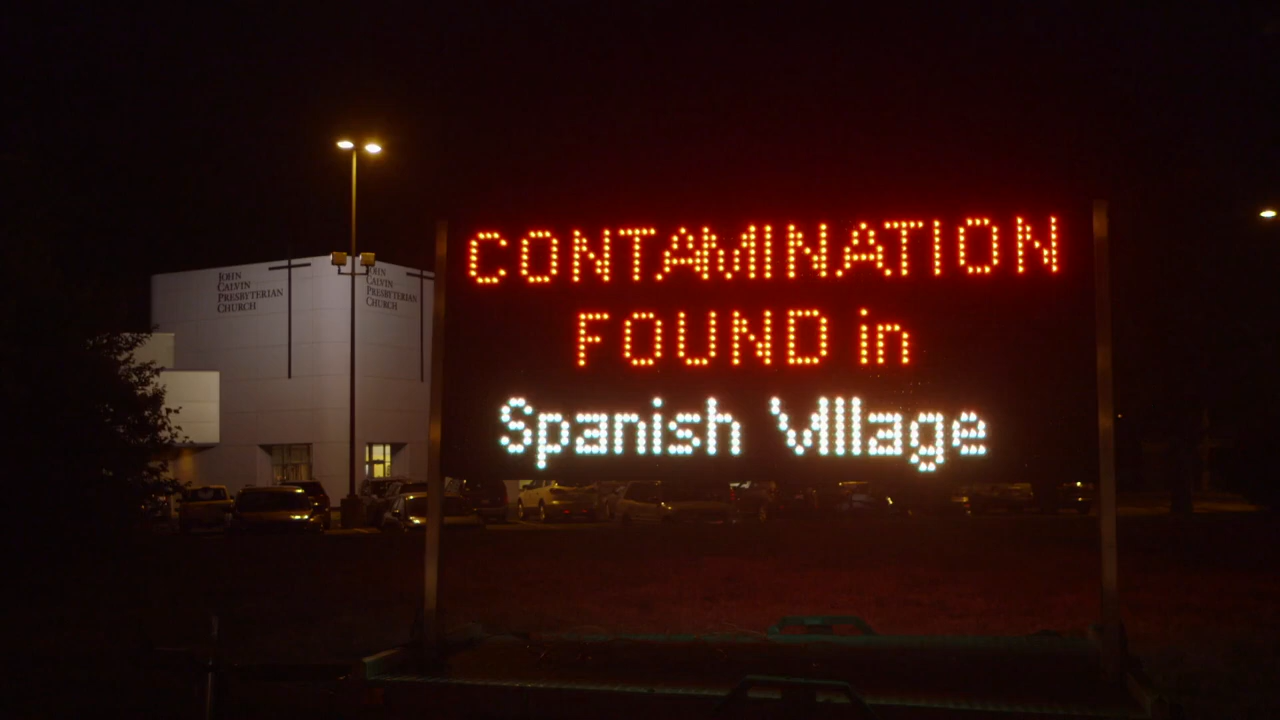 JOHN
CALVIN
PRESBYTERIAN
CHURCH
JOHN
CALVIN
PRESBYTERIAN
CHURCH
CONTAMINATION
FOUND in
Spanish Village